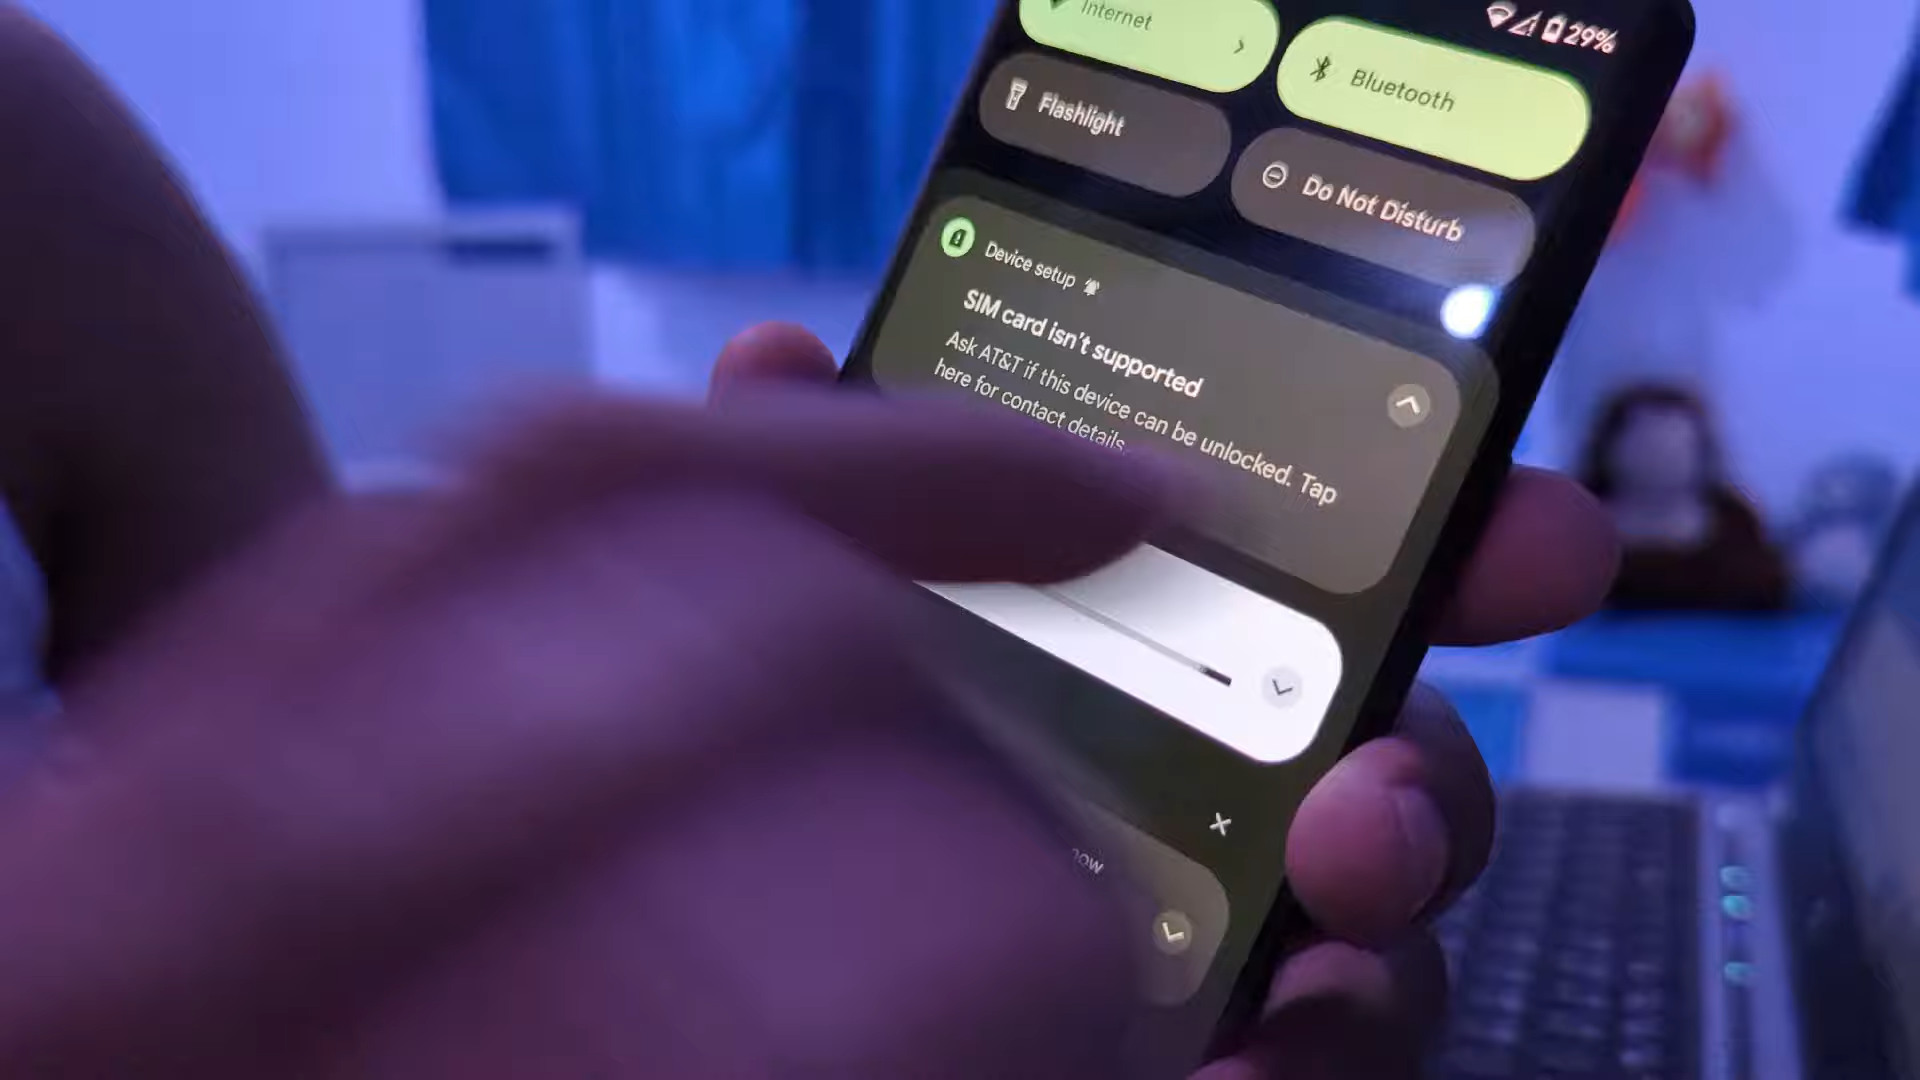 29%
Internet
Bluetooth
Flashlight
Do Not Disturb
Device setup
SIM card isn't supported
Ask AT&T if this device can be unlocked. Tap
here for contact details.